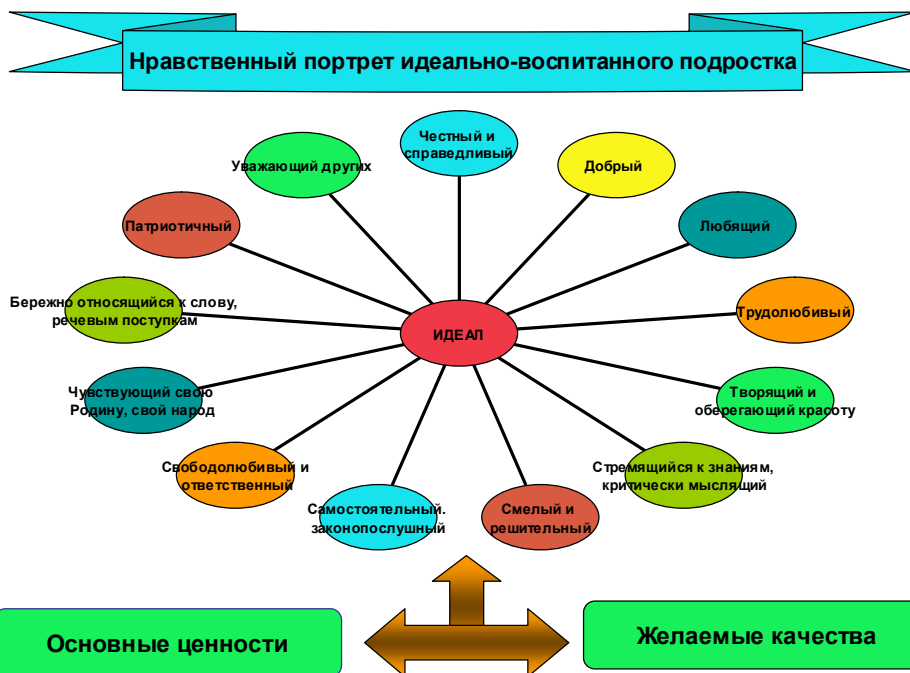 Нравственный портрет идеально-воспитанного подростка
Честный и
справедливый
Уважающий других
Добрый
Патриотичный
Любящий
Бережно относящийся к слову,
речевым поступкам
Трудолюбивый
ИДЕАЛ
Чувствующий свою
Родину, свой народ
Творящий и
оберегающий красоту
Свободолюбивый и
ответственный
Стремящийся к знаниям,
критически мыслящий
Самостоятельный.
законопослушный
Смелый и
решительный
Основные ценности
Желаемые качества